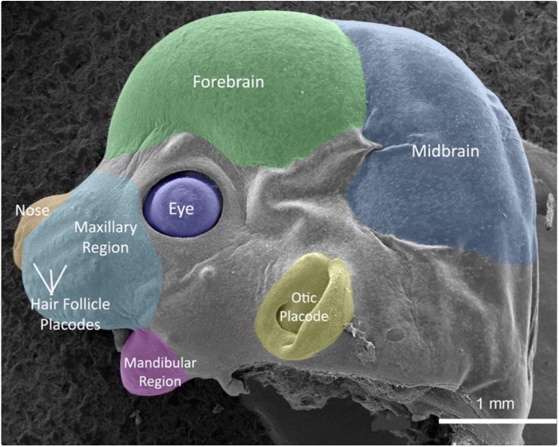 Forebrain
Midbrain
Nose
Eye
Maxillary
Region
Hair Follicle
Placodes
Otic
Placode
Mandibular
Region
1 mm